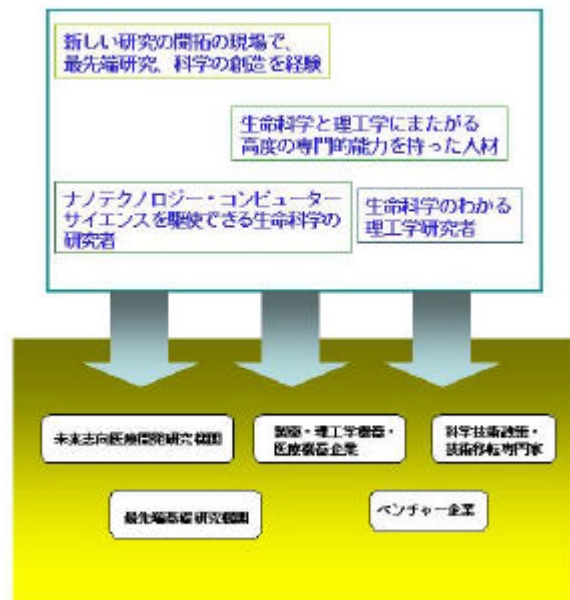 新しい研究の開拓の現場で、
最先端研究、科学の創造を経験
生命科学と理工学にまたがる
高度の専門的能力を持った人材
ナノテクノロジー・コンピューター
サイエンスを駆使できる生命科学の
研究者
生命科学のわかる
理工学研究者
未来志向医療開発研究機関
製薬・理工学機器・
医療機器企業
科学技術政策・
技術移転専門家
最先端基礎研究機関
ベンチャー企業